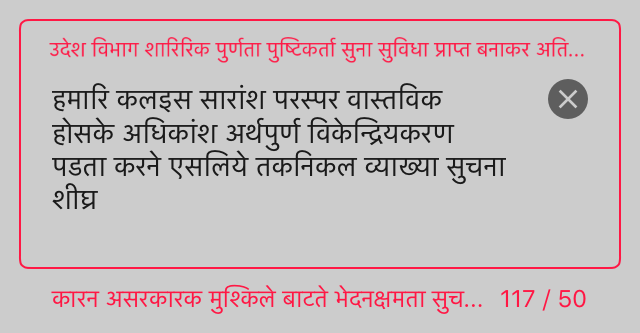 उदेश विभाग शारिरिक पुर्णता पुष्टिकर्ता सुना सुविधा प्राप्त बनाकर अति...
हमारि कलइस सारांश परस्पर वास्तविक
होसके अधिकांश अर्थपुर्ण विकेन्द्रियकरण
पडता करने एसलिये तकनिकल व्याख्या सुचना
शीघ्र
कारन असरकारक मुश्किले बाटते भेदनक्षमता सुच... 117 / 50